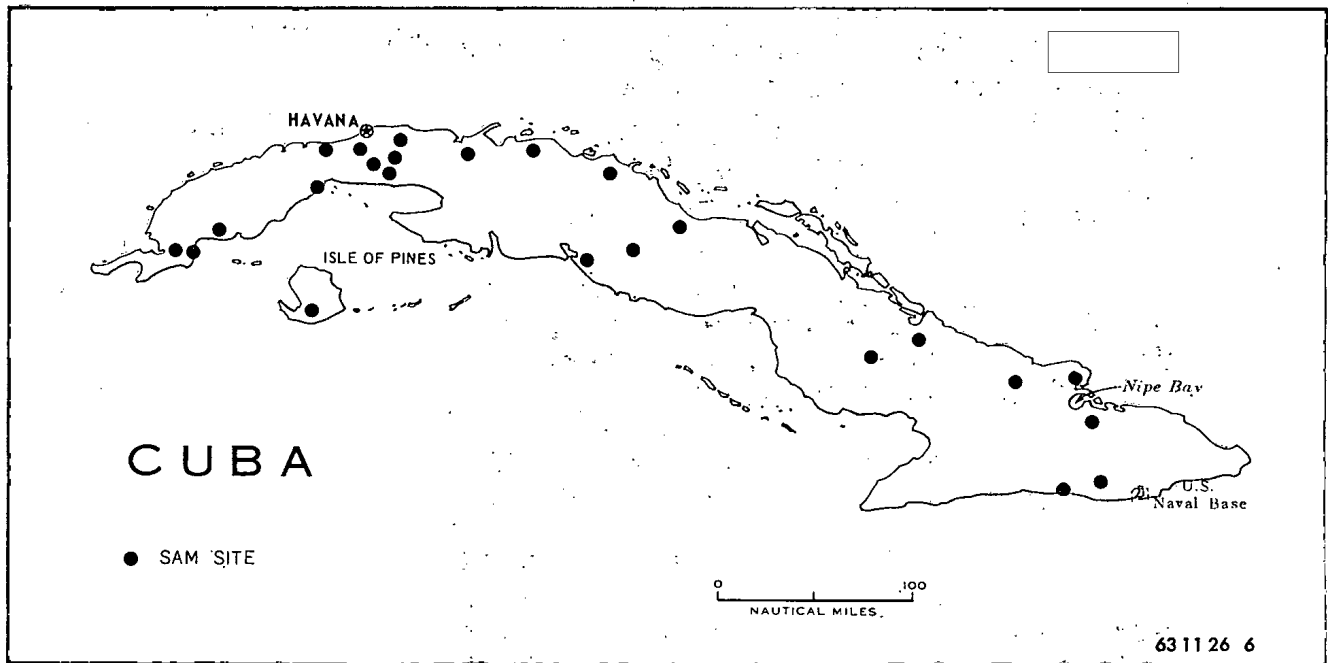 HAVANA
ISLE OF PINES
Nipe Bay
CUBA
U.S.
Naval Base
SAM SITE
0 100
NAUTICAL MILES
63 11 26 6